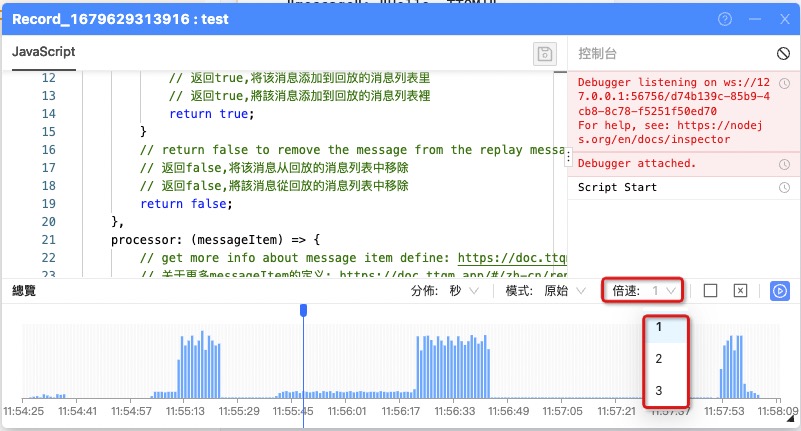 Record_1679629313916 : test
JavaScript
控制台
12 // 返回true,将该消息添加到回放的消息列表里
13 // 返回true,將該消息添加到回放的消息列表裡
14 return true;
15 }
16 // return false to remove the message from the replay messa
17 // 返回false,将该消息从回放的消息列表中移除
18 // 返回false,將該消息從回放的消息列表中移除
19 return false;
20 },
21 processor: (messageItem) => {
22 // get more info about message item define: https://doc.ttqm
23 // 关于更多messageItem的定义: https://doc.ttqm.app/#/zh-cn/rep
Debugger listening on ws://12
7.0.0.1:56756/d74b139c-85b9-4
cb8-8c78-f5251f50ed70
For help, see: https://nodej
s.org/en/docs/inspector
Debugger attached.
Script Start
總覽 分佈: 秒 模式: 原始 倍速: 1
1
2
3
11:54:25 11:54:41 11:54:57 11:55:13 11:55:29 11:55:45 11:56:01 11:56:17 11:56:33 11:56:49 11:57:05 11:57:21 11:57:37 11:57:53 11:58:09